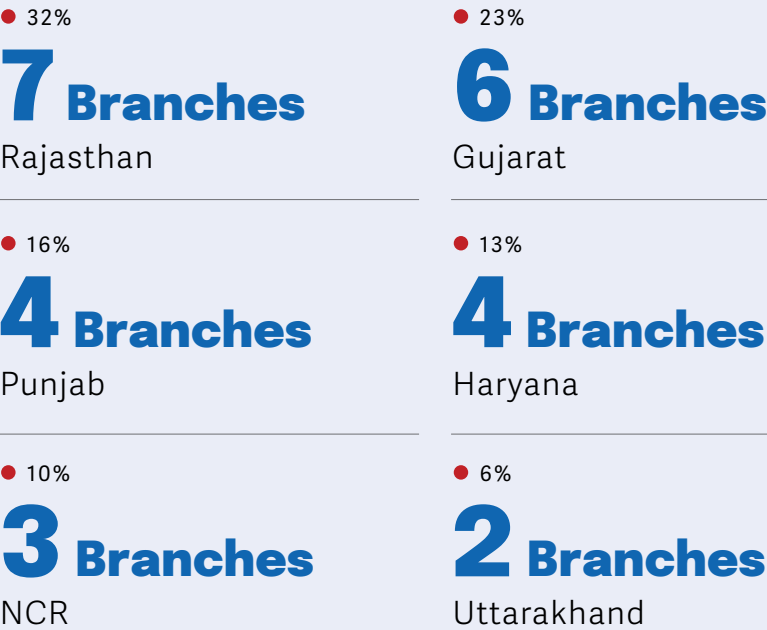 32%
7 Branches
Rajasthan
23%
6 Branches
Gujarat
16%
4 Branches
Punjab
13%
4 Branches
Haryana
10%
3 Branches
NCR
6%
2 Branches
Uttarakhand